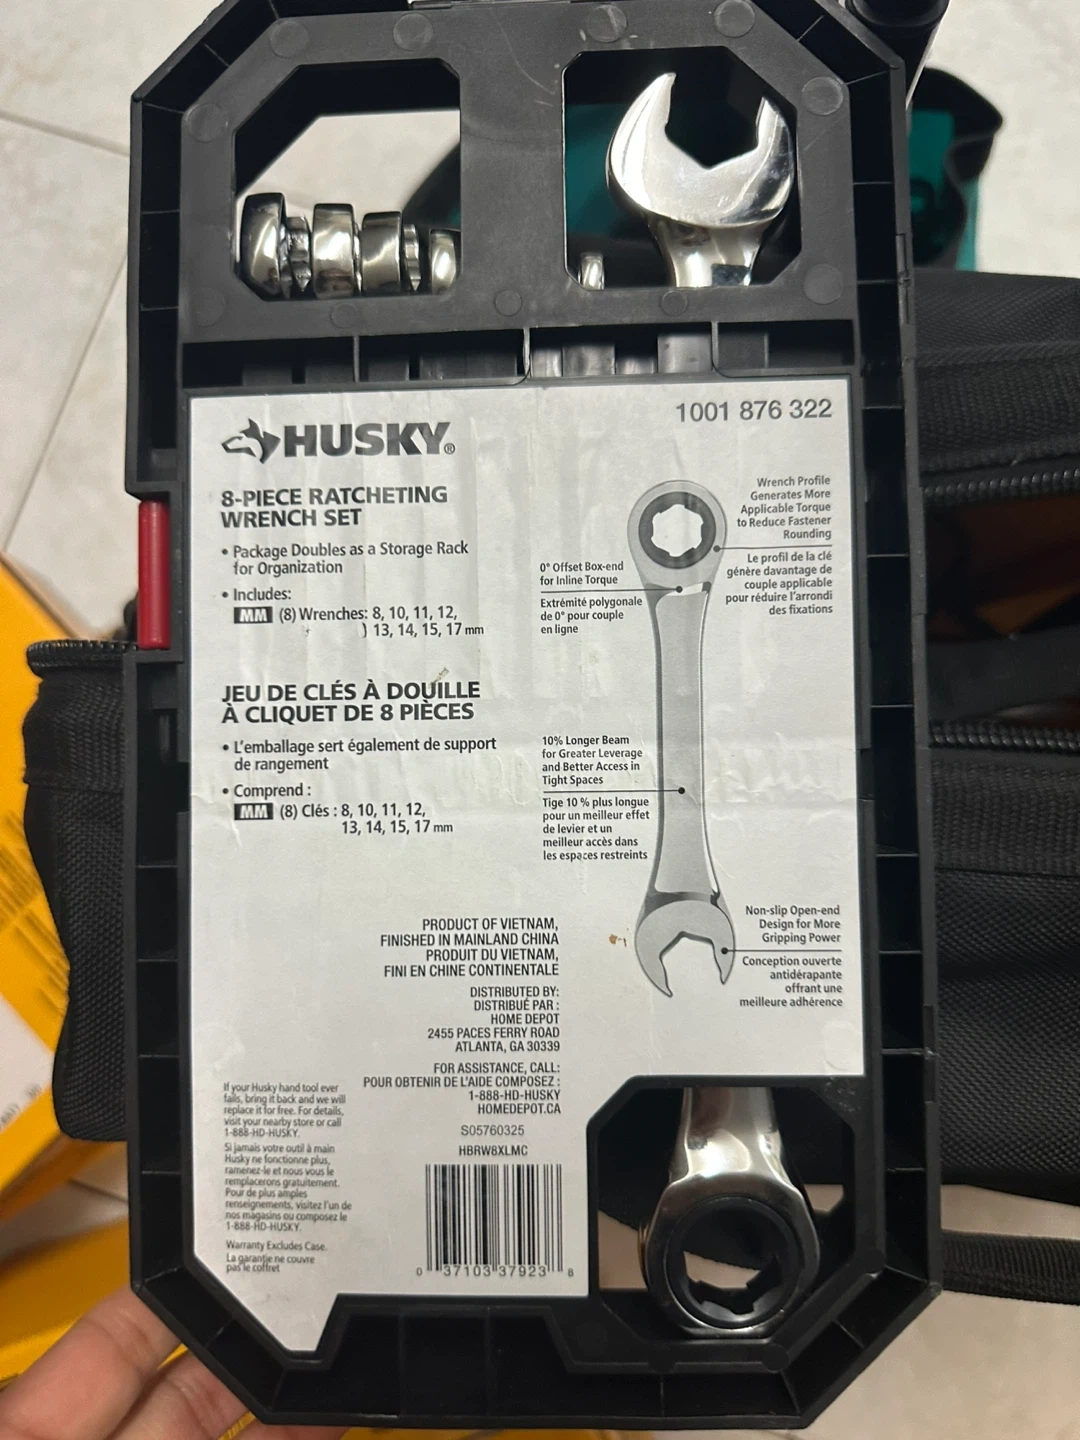 HUSKY®
1001 876 322
8-PIECE RATCHETING
WRENCH SET
• Package Doubles as a Storage Rack
for Organization
• Includes:
MM (8) Wrenches: 8, 10, 11, 12,
) 13, 14, 15, 17 mm
JEU DE CLÉS À DOUILLE
À CLIQUET DE 8 PIÈCES
• L'emballage sert également de support
de rangement
• Comprend :
MM (8) Clés : 8, 10, 11, 12,
13, 14, 15, 17 mm
Wrench Profile
Generates More
Applicable Torque
to Reduce Fastener
Rounding
Le profil de la clé
génère davantage de
couple applicable
pour réduire l'arrondi
des fixations
0° Offset Box-end
for Inline Torque
Extrémité polygonale
de 0° pour couple
en ligne
10% Longer Beam
for Greater Leverage
and Better Access in
Tight Spaces
Tige 10 % plus longue
pour un meilleur effet
de levier et un
meilleur accès dans
les espaces restreints
Non-slip Open-end
Design for More
Gripping Power
Conception ouverte
antidérapante
offrant une
meilleure adhérence
PRODUCT OF VIETNAM,
FINISHED IN MAINLAND CHINA
PRODUIT DU VIETNAM,
FINI EN CHINE CONTINENTALE
DISTRIBUTED BY:
DISTRIBUÉ PAR :
HOME DEPOT
2455 PACES FERRY ROAD
ATLANTA, GA 30339
FOR ASSISTANCE, CALL:
POUR OBTENIR DE L'AIDE COMPOSEZ :
1-888-HD-HUSKY
HOMEDEPOT.CA
S05760325
HBRW8XLMC
0 37103 37923 8
If your Husky hand tool ever
fails, bring it back and we will
replace it for free. For details,
visit your nearby store or call
1-888-HD-HUSKY.
Si jamais votre outil à main
Husky ne fonctionne plus,
ramenez-le et nous vous le
remplacerons gratuitement.
Pour de plus amples
renseignements, visitez l'un de
nos magasins ou composez le
1-888-HD-HUSKY.
Warranty Excludes Case.
La garantie ne couvre
pas le coffret